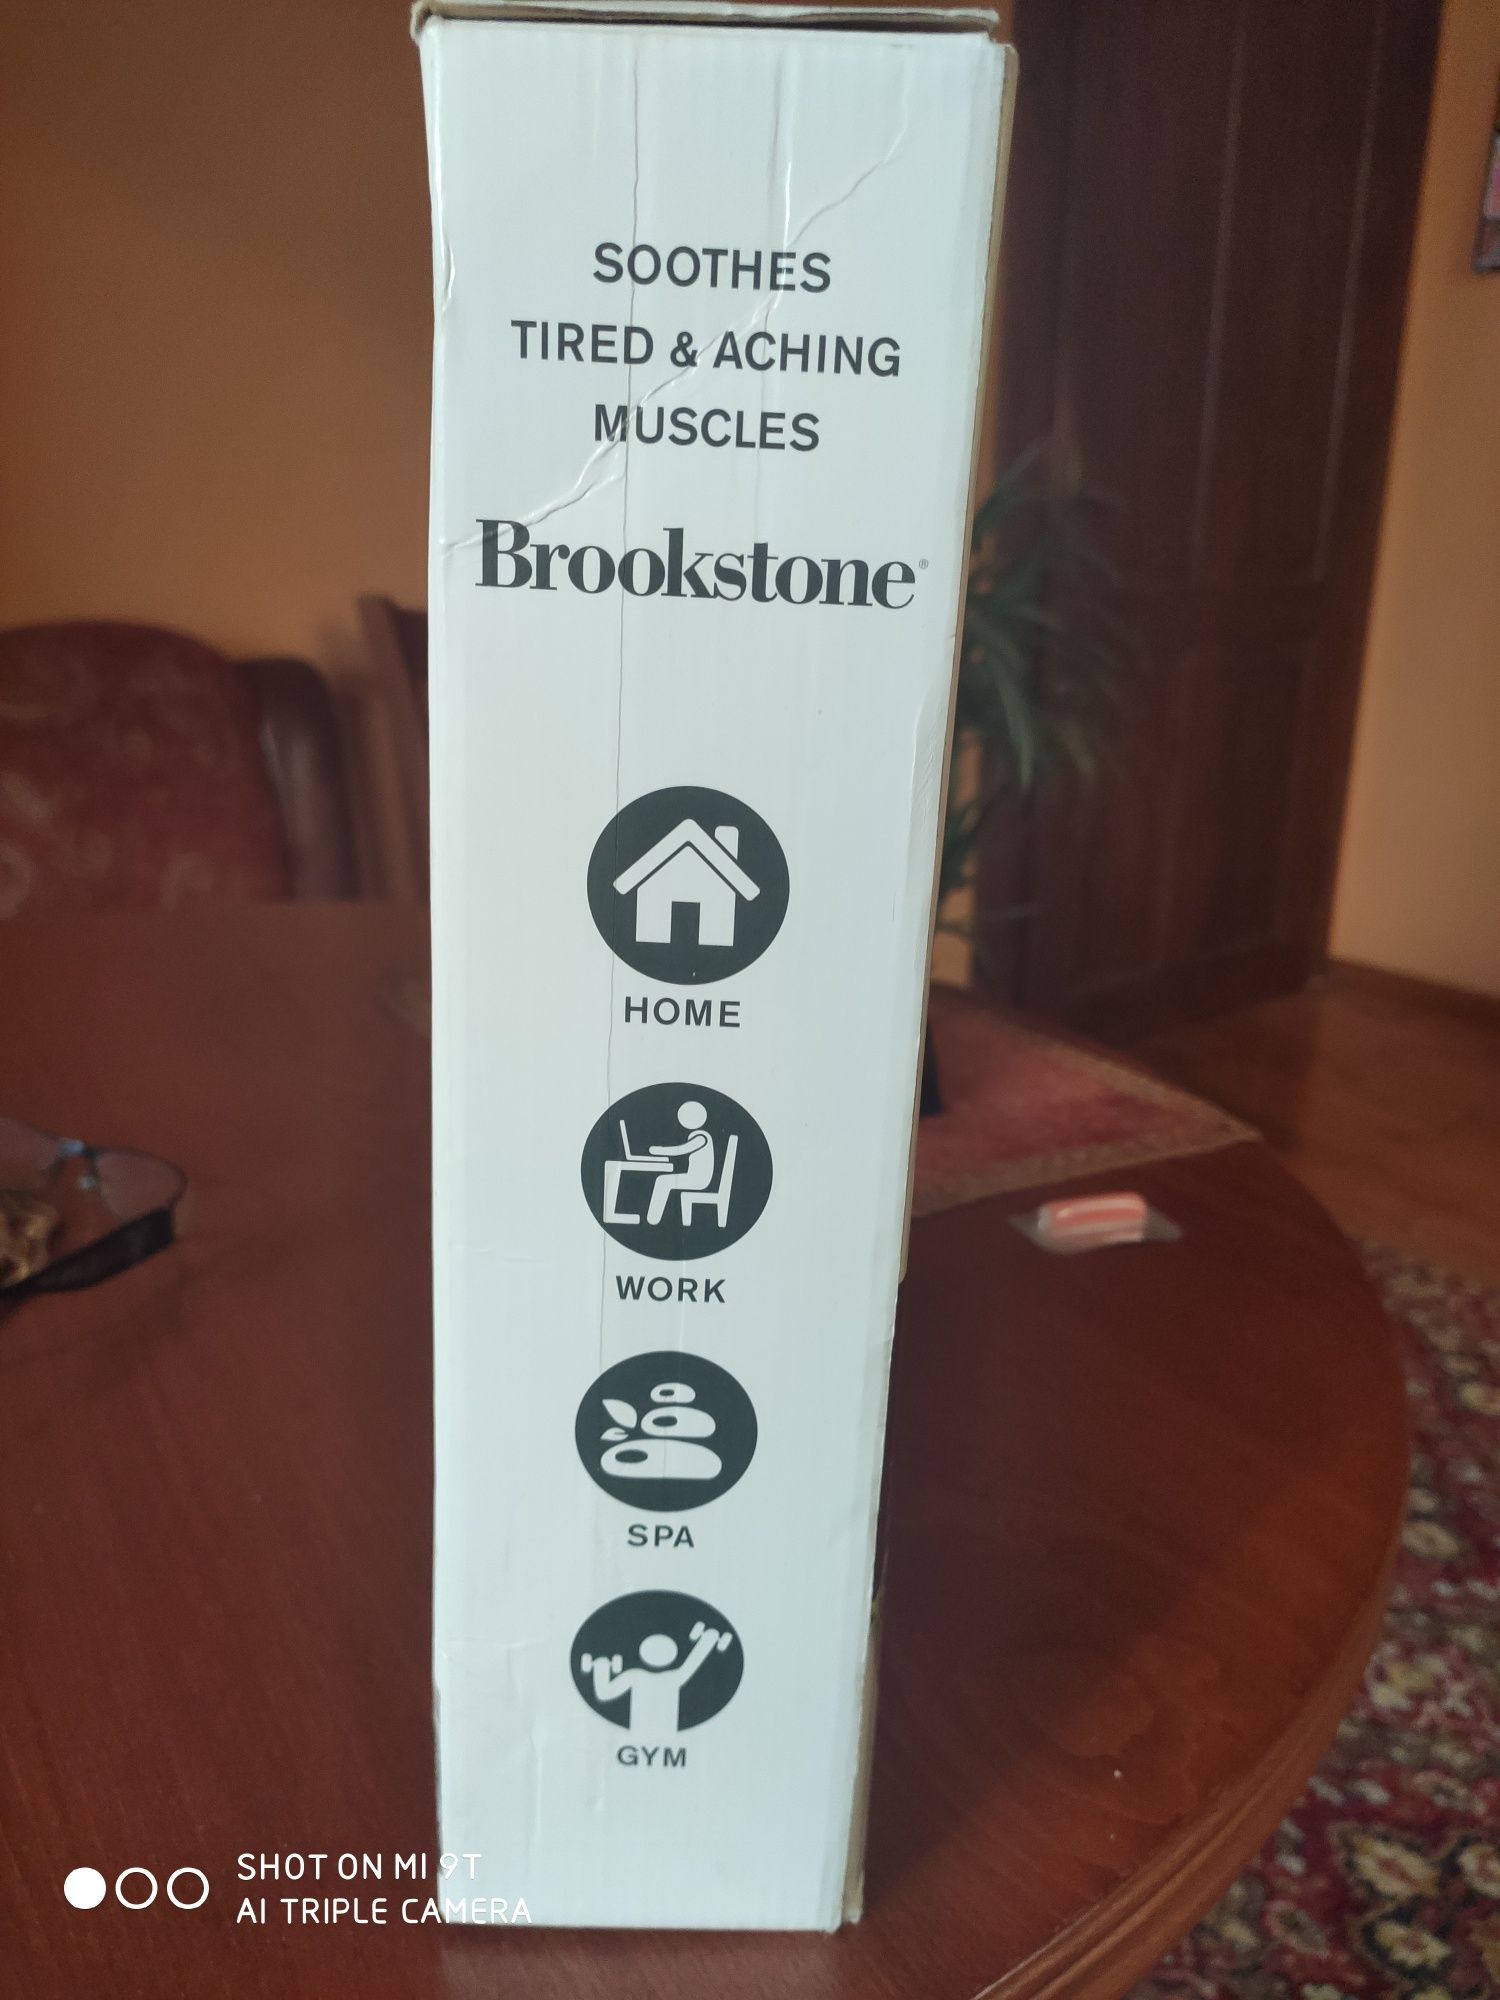 SOOTHES
TIRED & ACHING
MUSCLES
Brookstone®
HOME
WORK
SPA
GYM
SHOT ON MI 9T
AI TRIPLE CAMERA